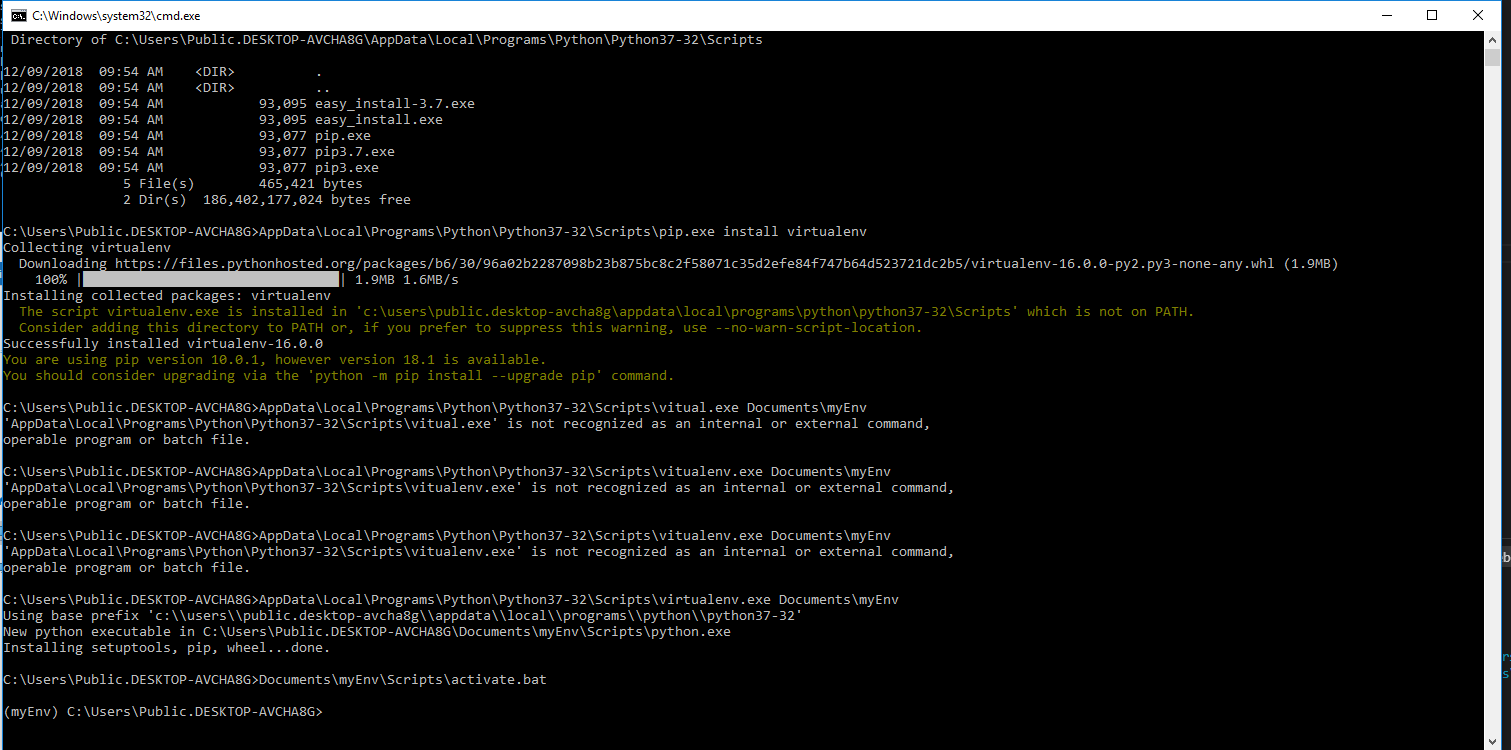 C:\Windows\system32\cmd.exe
Directory of C:\Users\Public.DESKTOP-AVCHA8G\AppData\Local\Programs\Python\Python37-32\Scripts
12/09/2018  09:54 AM    <DIR>          .
12/09/2018  09:54 AM    <DIR>          ..
12/09/2018  09:54 AM            93,095 easy_install-3.7.exe
12/09/2018  09:54 AM            93,095 easy_install.exe
12/09/2018  09:54 AM            93,077 pip.exe
12/09/2018  09:54 AM            93,077 pip3.7.exe
12/09/2018  09:54 AM            93,077 pip3.exe
5 File(s)        465,421 bytes
2 Dir(s)  186,402,177,024 bytes free
C:\Users\Public.DESKTOP-AVCHA8G>AppData\Local\Programs\Python\Python37-32\Scripts\pip.exe install virtualenv
Collecting virtualenv
Downloading https://files.pythonhosted.org/packages/b6/30/96a02b2287098b23b875bc8c2f58071c35d2efe84f747b64d523721dc2b5/virtualenv-16.0.0-py2.py3-none-any.whl (1.9MB)
100% || 1.9MB 1.6MB/s
Installing collected packages: virtualenv
The script virtualenv.exe is installed in 'c:\users\public.desktop-avcha8g\appdata\local\programs\python\python37-32\Scripts' which is not on PATH.
Consider adding this directory to PATH or, if you prefer to suppress this warning, use --no-warn-script-location.
Successfully installed virtualenv-16.0.0
You are using pip version 10.0.1, however version 18.1 is available.
You should consider upgrading via the 'python -m pip install --upgrade pip' command.
C:\Users\Public.DESKTOP-AVCHA8G>AppData\Local\Programs\Python\Python37-32\Scripts\vitual.exe Documents\myEnv
'AppData\Local\Programs\Python\Python37-32\Scripts\vitual.exe' is not recognized as an internal or external command,
operable program or batch file.
C:\Users\Public.DESKTOP-AVCHA8G>AppData\Local\Programs\Python\Python37-32\Scripts\vitualenv.exe Documents\myEnv
'AppData\Local\Programs\Python\Python37-32\Scripts\vitualenv.exe' is not recognized as an internal or external command,
operable program or batch file.
C:\Users\Public.DESKTOP-AVCHA8G>AppData\Local\Programs\Python\Python37-32\Scripts\vitualenv.exe Documents\myEnv
'AppData\Local\Programs\Python\Python37-32\Scripts\vitualenv.exe' is not recognized as an internal or external command,
operable program or batch file.
C:\Users\Public.DESKTOP-AVCHA8G>AppData\Local\Programs\Python\Python37-32\Scripts\virtualenv.exe Documents\myEnv
Using base prefix 'c:\\users\\public.desktop-avcha8g\\appdata\\local\\programs\\python\\python37-32'
New python executable in C:\Users\Public.DESKTOP-AVCHA8G\Documents\myEnv\Scripts\python.exe
Installing setuptools, pip, wheel...done.
C:\Users\Public.DESKTOP-AVCHA8G>Documents\myEnv\Scripts\activate.bat
(myEnv) C:\Users\Public.DESKTOP-AVCHA8G>